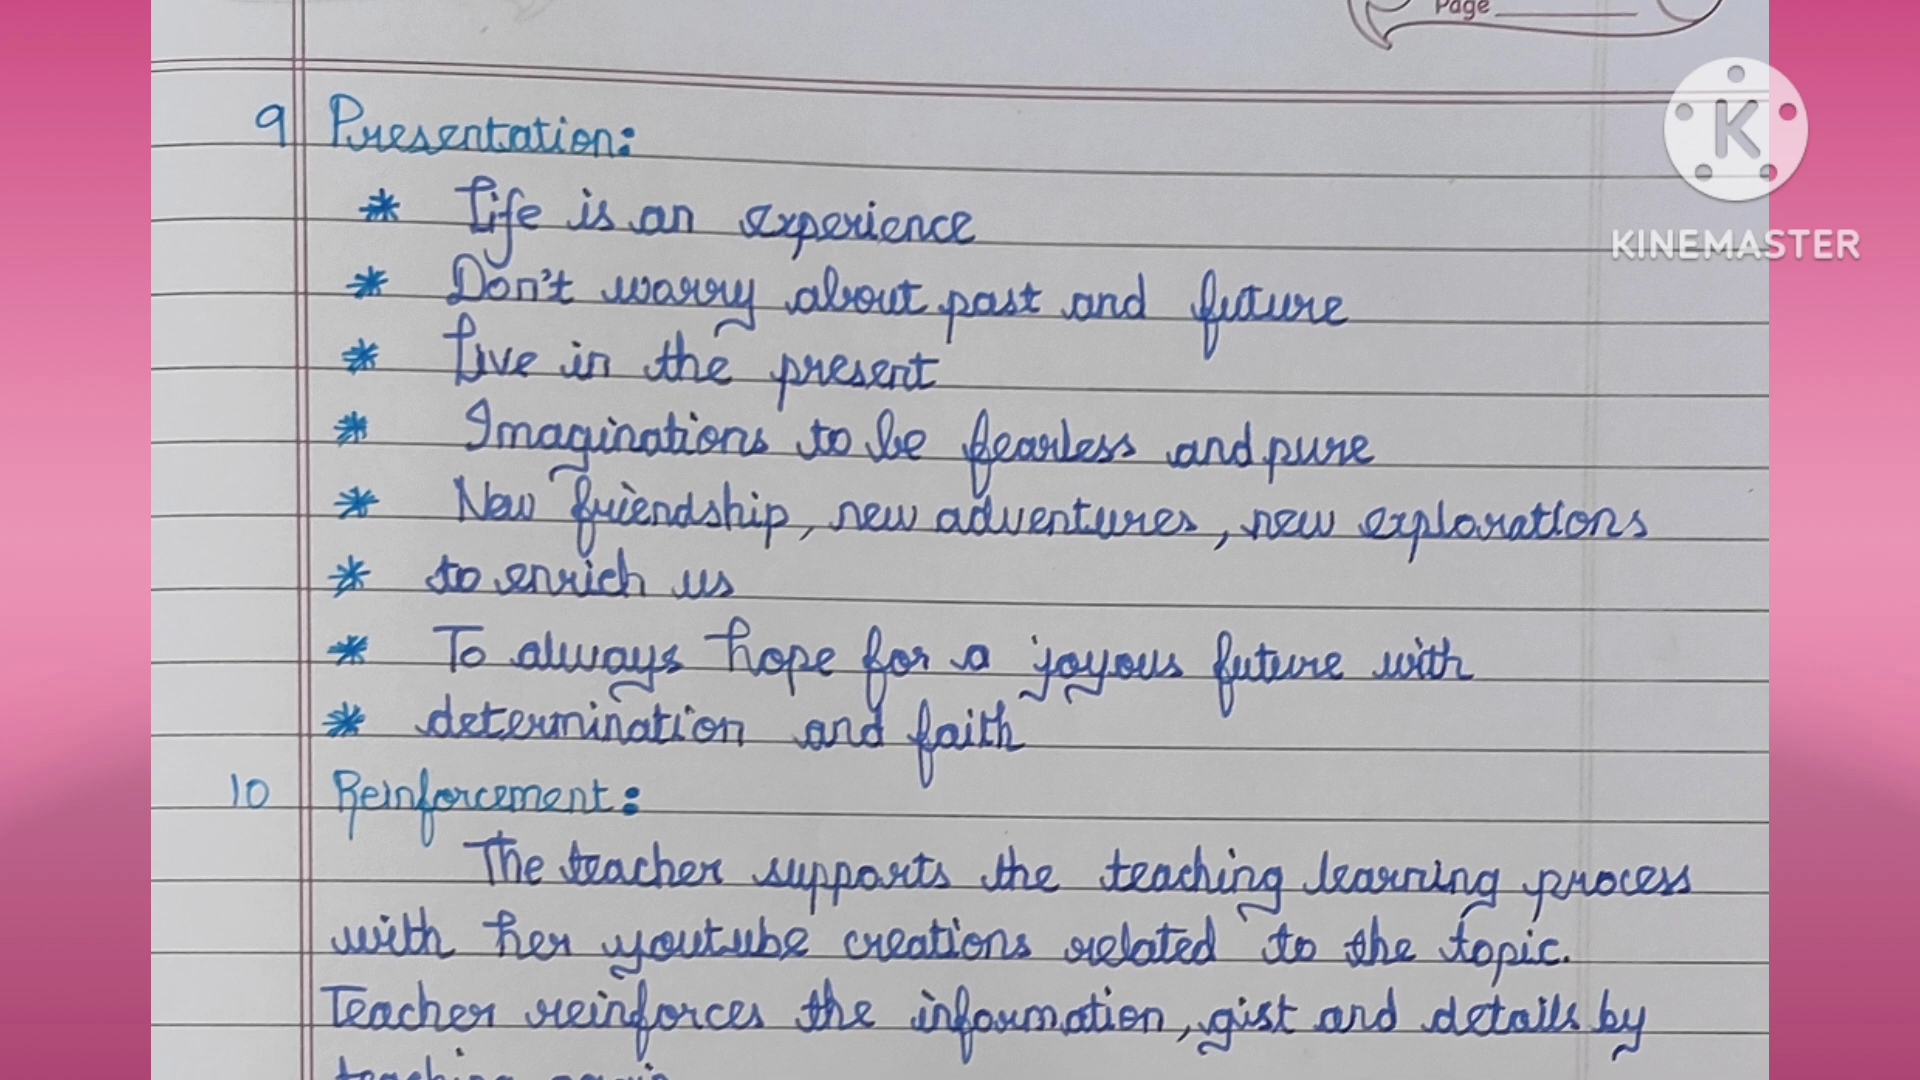 Page
9 Presentation:
* Life is an experience
* Don't warry about past and future
* Live in the present
* Imaginations to be fearless and pure
* New friendship, new adventures, new explorations
* to enrich us
* To always hope for a joyous future with
* determination and faith
10 Reinforcement:
The teacher supports the teaching learning process
with her youtube creations related to the topic.
Teacher reinforces the information, gist and details by
K
KINEMASTER